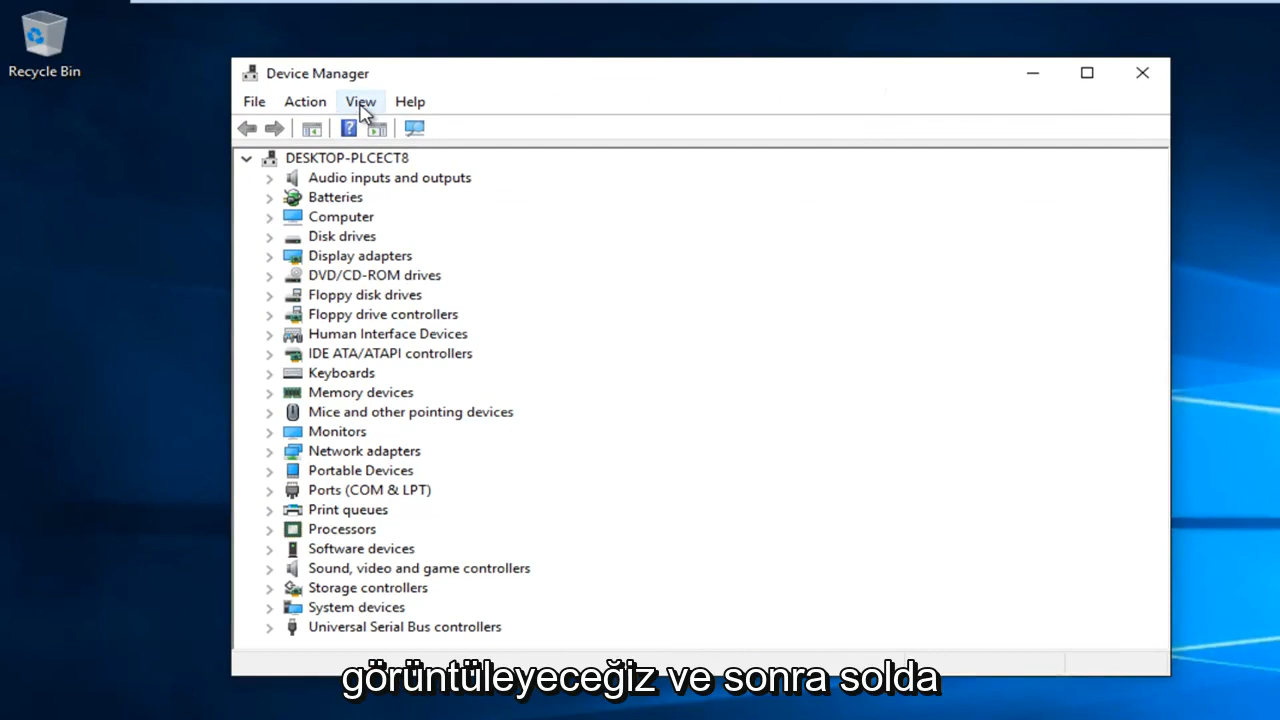 Recycle Bin
Device Manager
File Action View Help
DESKTOP-PLCECT8
Audio inputs and outputs
Batteries
Computer
Disk drives
Display adapters
DVD/CD-ROM drives
Floppy disk drives
Floppy drive controllers
Human Interface Devices
IDE ATA/ATAPI controllers
Keyboards
Memory devices
Mice and other pointing devices
Monitors
Network adapters
Portable Devices
Ports (COM & LPT)
Print queues
Processors
Software devices
Sound, video and game controllers
Storage controllers
System devices
Universal Serial Bus controllers
görüntüleyeceğiz ve sonra solda